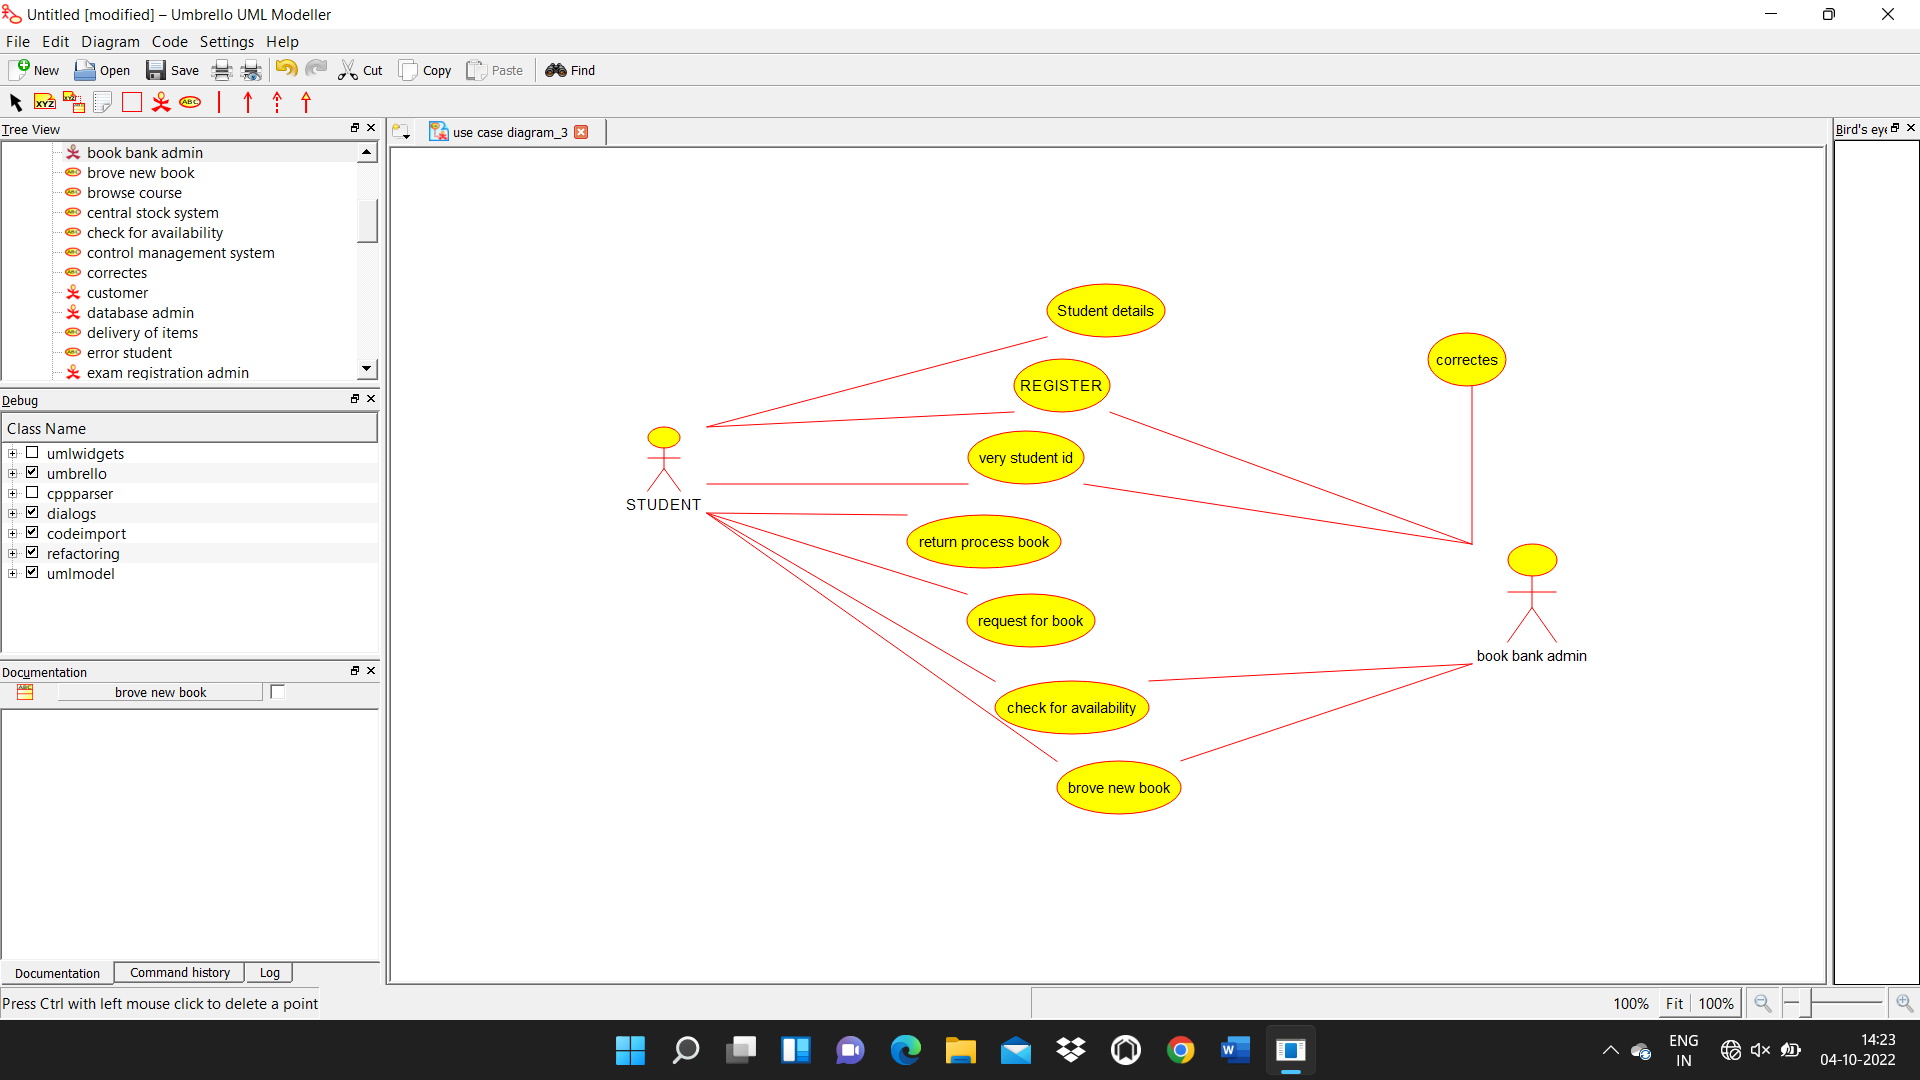 Untitled [modified] – Umbrello UML Modeller
File Edit Diagram Code Settings Help
New Open Save Cut Copy Paste Find
XYZ XYZ ABC
Tree View
use case diagram_3
Bird's eye
book bank admin
brove new book
browse course
central stock system
check for availability
control management system
correctes
customer
database admin
delivery of items
error student
exam registration admin
Debug
Class Name
umlwidgets
umbrello
cppparser
dialogs
codeimport
refactoring
umlmodel
Documentation
brove new book
Documentation Command history Log
Student details
correctes
REGISTER
very student id
STUDENT
return process book
request for book
book bank admin
check for availability
brove new book
Press Ctrl with left mouse click to delete a point
100% Fit 100%
ENG
IN
14:23
04-10-2022